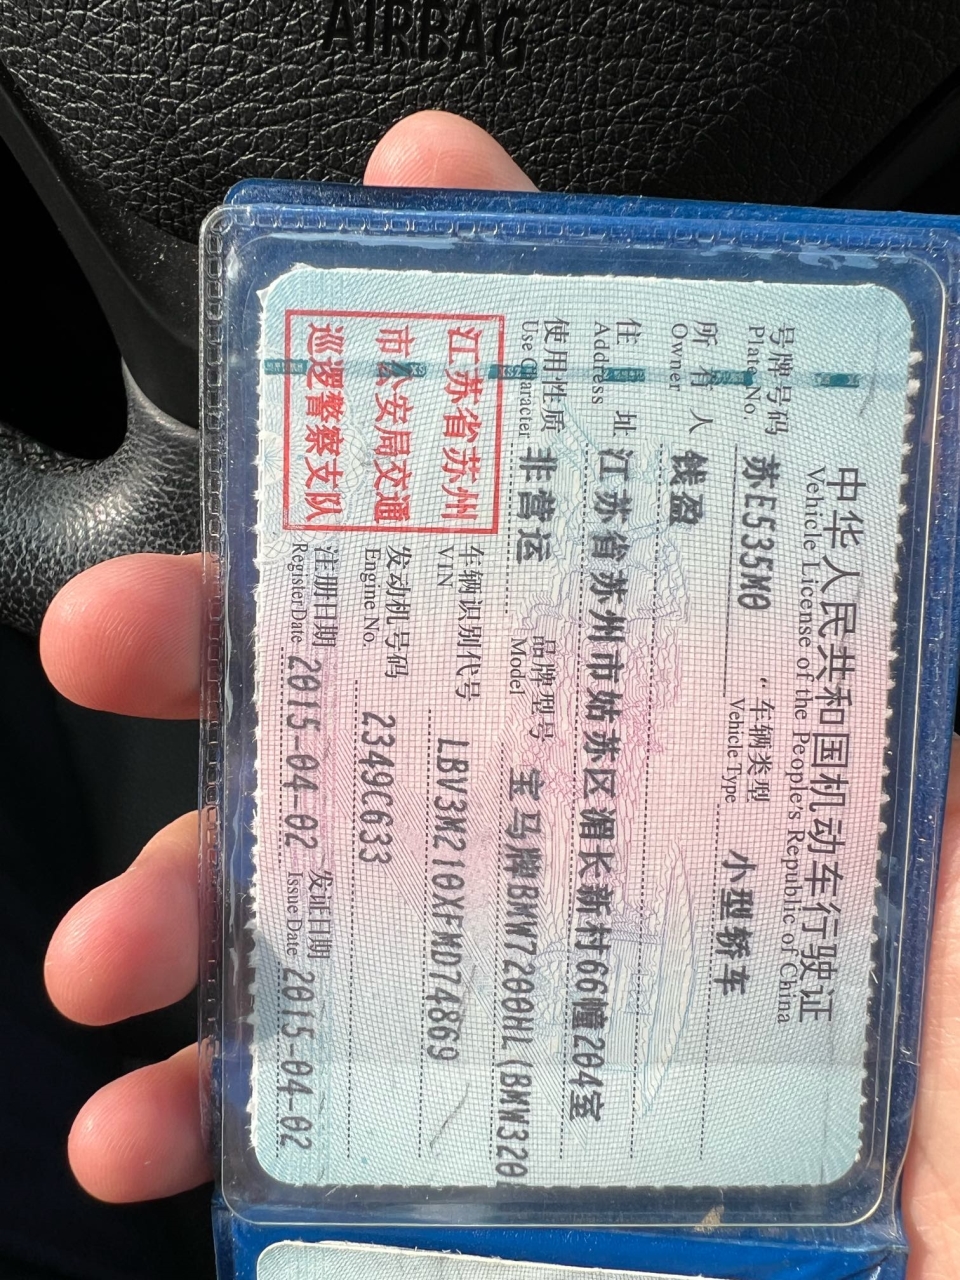 AIRBAG
中华人民共和国机动车行驶证
Vehicle License of the People's Republic of China
号牌号码 苏E535M0 车辆类型 小型轿车
Plate No. Vehicle Type
所有人 钱盈
Owner
住址 江苏省苏州市姑苏区湄长新村66幢204室
Address
使用性质 非营运 品牌型号 宝马牌BMW7200HL(BMW320
Use Character Model
江苏省苏州
市公安局交通
巡逻警察支队
车辆识别代号 LBV3M210XFMD74869
VIN
发动机号码 2349C633
Engine No.
注册日期 2015-04-02 发证日期 2015-04-02
Register Date Issue Date